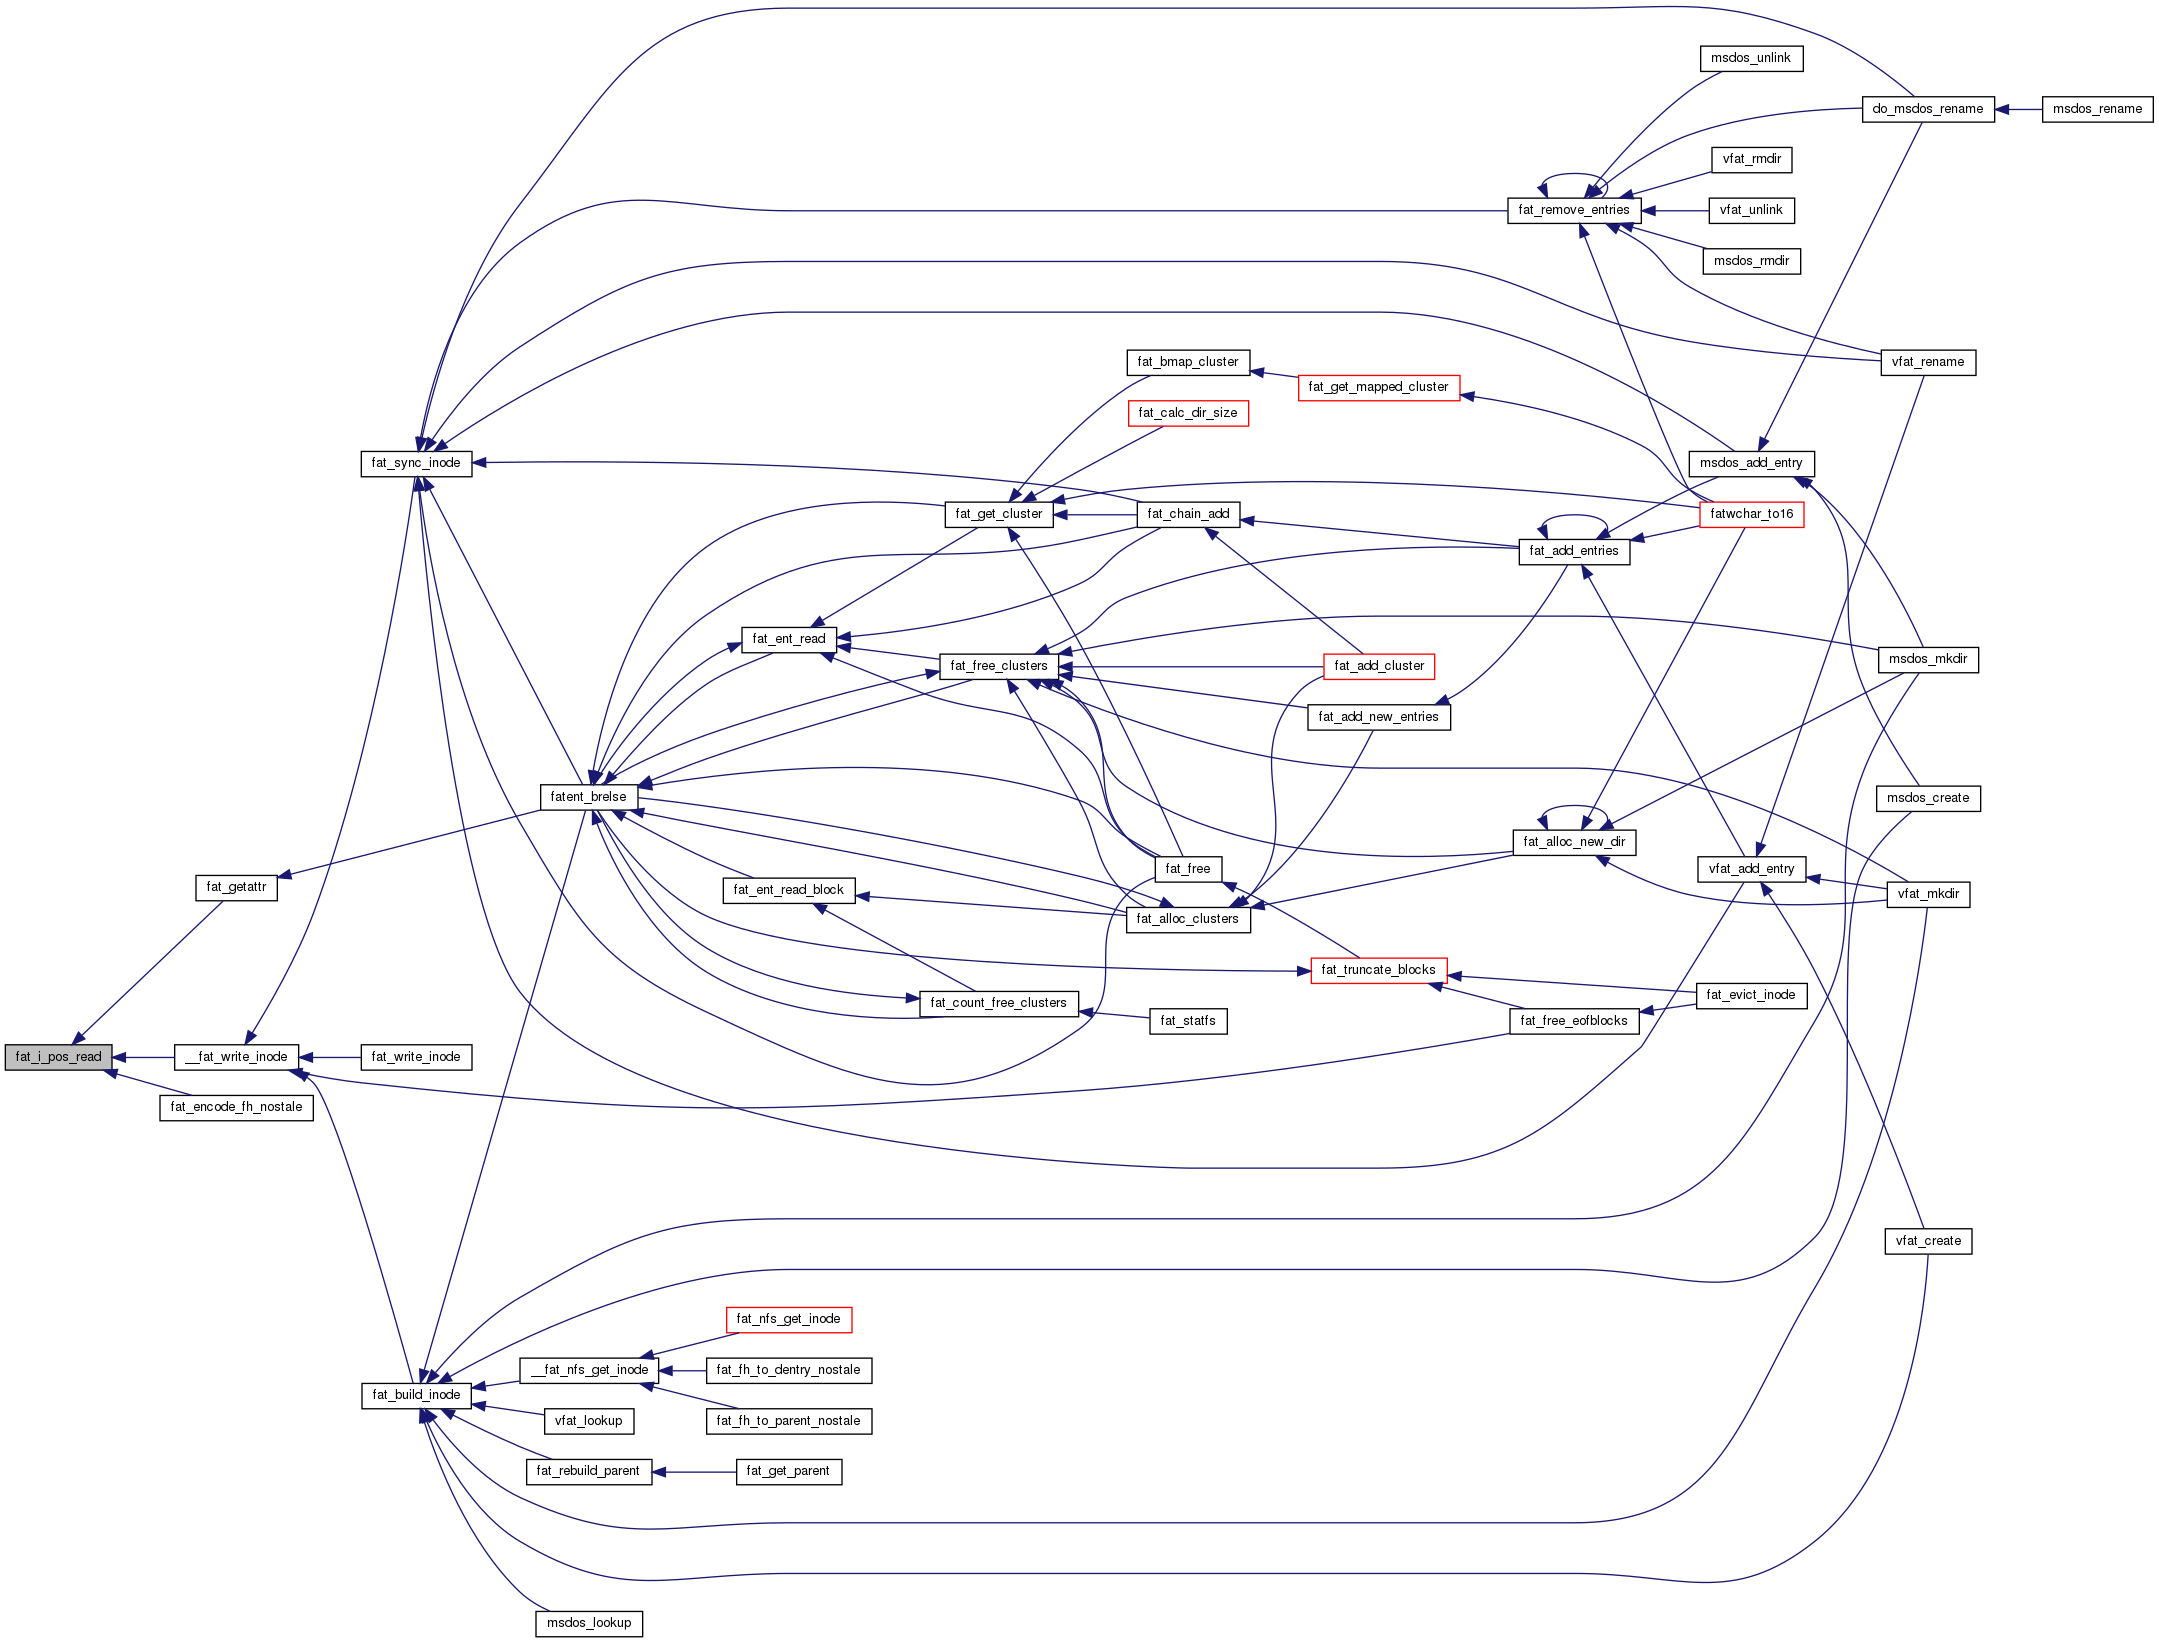 msdos_unlink
do_msdos_rename
msdos_rename
vfat_rmdir
fat_remove_entries
vfat_unlink
msdos_rmdir
fat_bmap_cluster
vfat_rename
fat_get_mapped_cluster
fat_calc_dir_size
fat_sync_inode
msdos_add_entry
fat_get_cluster
fat_chain_add
fatwchar_to16
fat_add_entries
fat_ent_read
fat_free_clusters
fat_add_cluster
msdos_mkdir
fat_add_new_entries
fatent_brelse
msdos_create
fat_alloc_new_dir
fat_free
vfat_add_entry
fat_getattr
fat_ent_read_block
vfat_mkdir
fat_alloc_clusters
fat_truncate_blocks
fat_evict_inode
fat_count_free_clusters
fat_statfs
fat_free_eofblocks
fat_i_pos_read
__fat_write_inode
fat_write_inode
fat_encode_fh_nostale
vfat_create
fat_nfs_get_inode
__fat_nfs_get_inode
fat_fh_to_dentry_nostale
fat_build_inode
vfat_lookup
fat_fh_to_parent_nostale
fat_rebuild_parent
fat_get_parent
msdos_lookup